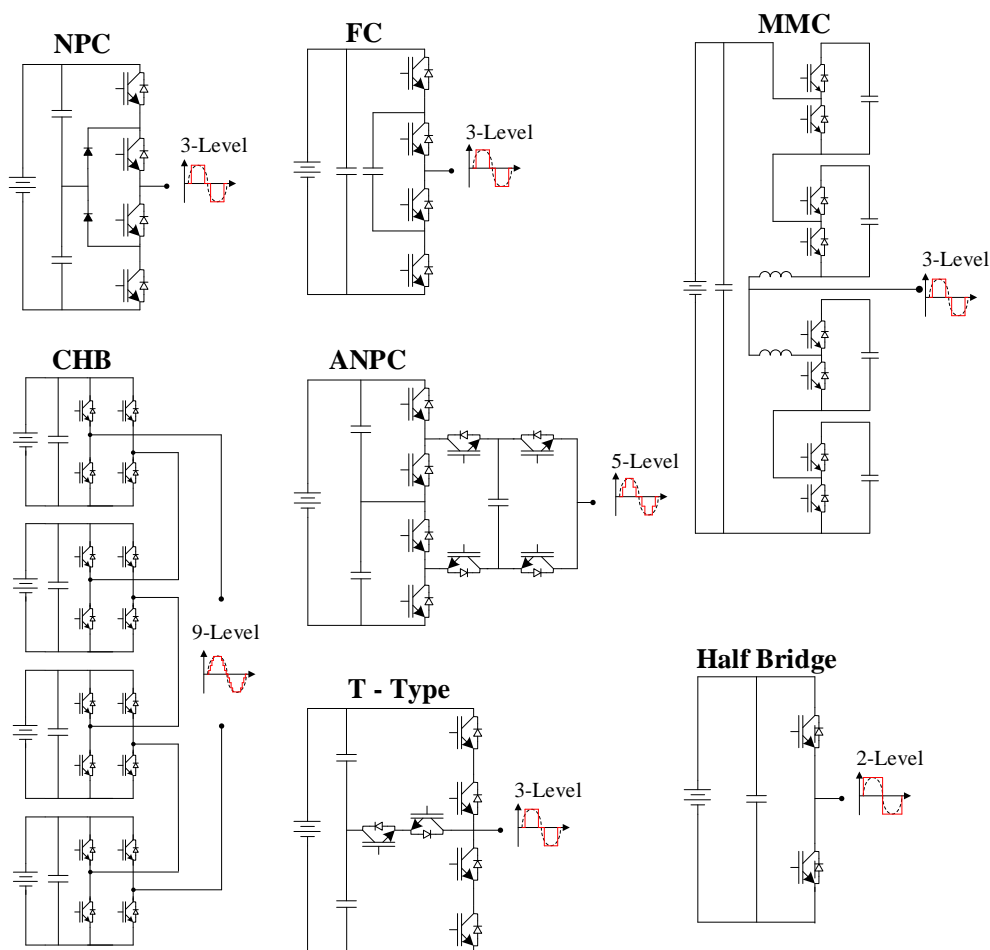 NPC
3-Level
FC
3-Level
MMC
3-Level
CHB
9-Level
ANPC
5-Level
T - Type
3-Level
Half Bridge
2-Level